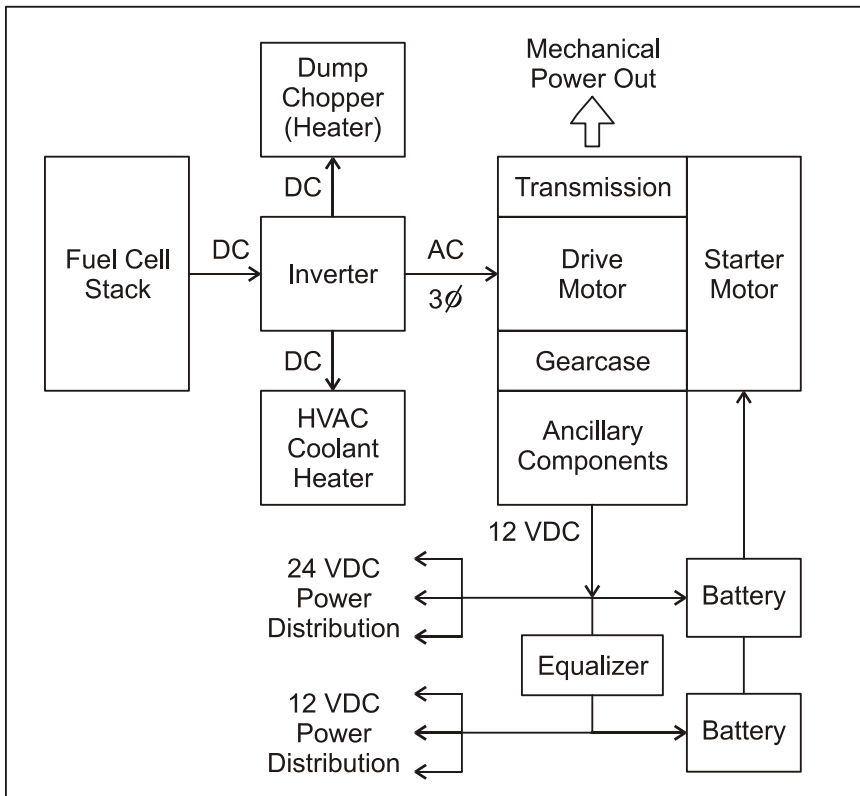 Mechanical
Power Out
Dump
Chopper
(Heater)
DC
Transmission
Fuel Cell
Stack
DC
Inverter
AC
3ϕ
Drive
Motor
Starter
Motor
DC
Gearcase
HVAC
Coolant
Heater
Ancillary
Components
12 VDC
24 VDC
Power
Distribution
Battery
Equalizer
12 VDC
Power
Distribution
Battery